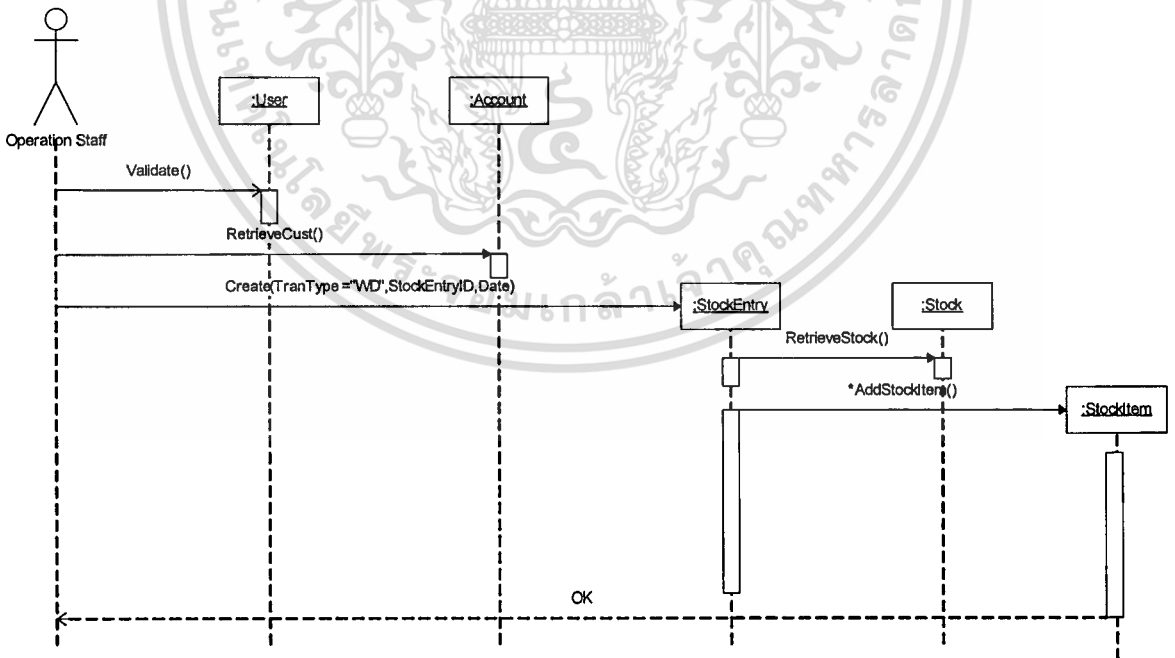 :User
:Account
Operation Staff
Validate()
RetrieveCust()
Create(TranType ="WD",StockEntryID,Date)
:StockEntry
:Stock
RetrieveStock()
*AddStockItem()
:StockItem
OK